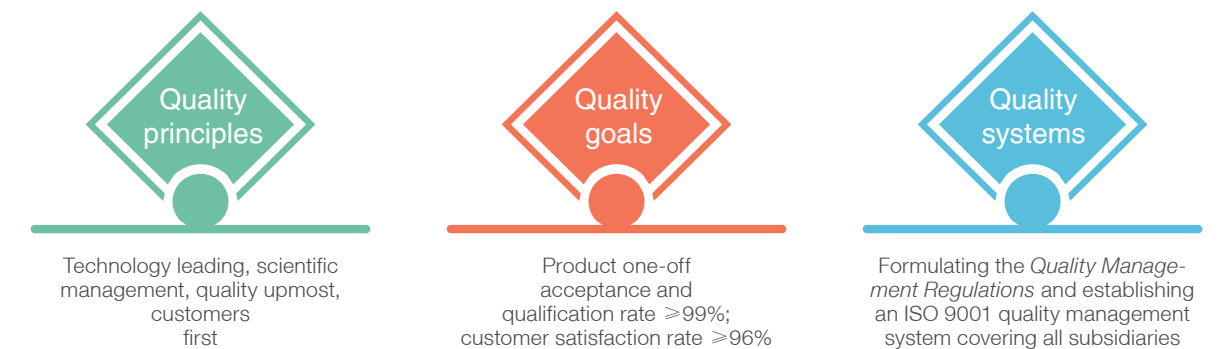 Quality
principles
Technology leading, scientific
management, quality upmost,
customers
first
Quality
goals
Product one-off
acceptance and
qualification rate ⩾99%;
customer satisfaction rate ⩾96%
Quality
systems
Formulating the Quality Manage-
ment Regulations and establishing
an ISO 9001 quality management
system covering all subsidiaries